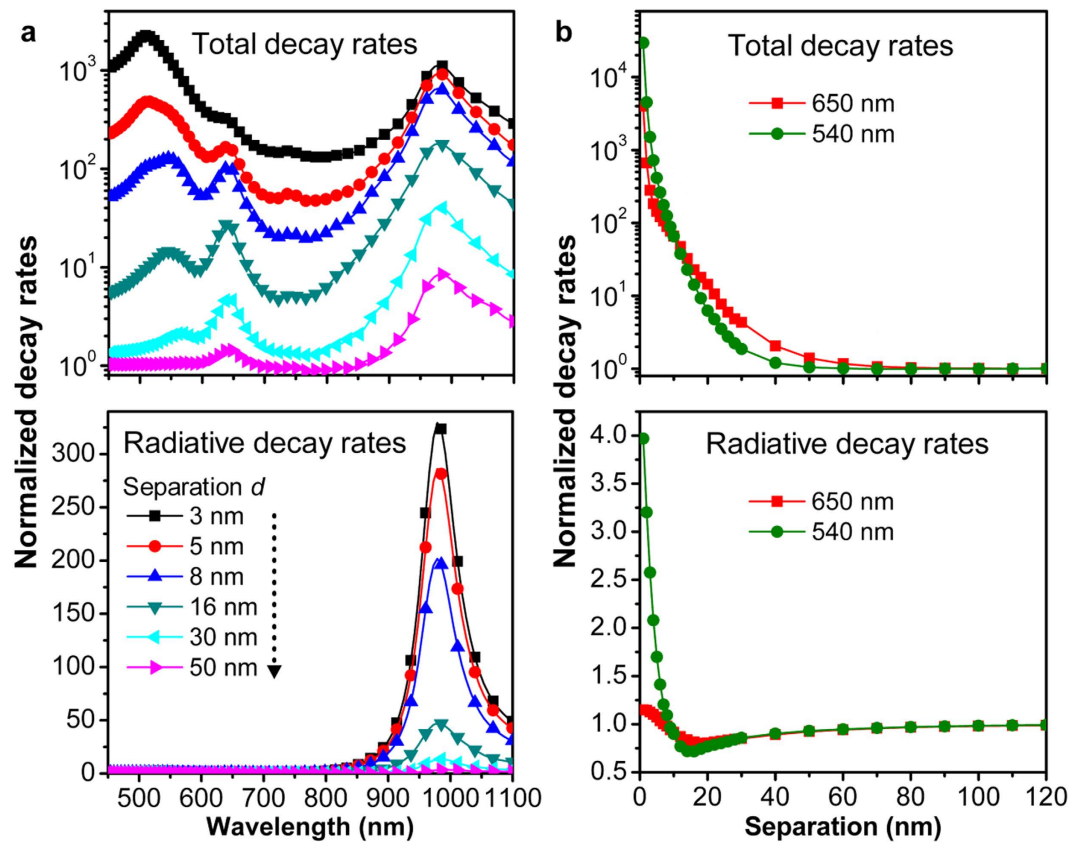 a
Total decay rates
10³
10²
10¹
10⁰
Normalized decay rates
Radiative decay rates
Separation d
3 nm
5 nm
8 nm
16 nm
30 nm
50 nm
300
250
200
150
100
50
0
500 600 700 800 900 1000 1100
Wavelength (nm)
b
Total decay rates
650 nm
540 nm
10⁴
10³
10²
10¹
10⁰
Normalized decay rates
Radiative decay rates
650 nm
540 nm
4.0
3.5
3.0
2.5
2.0
1.5
1.0
0.5
0 20 40 60 80 100 120
Separation (nm)